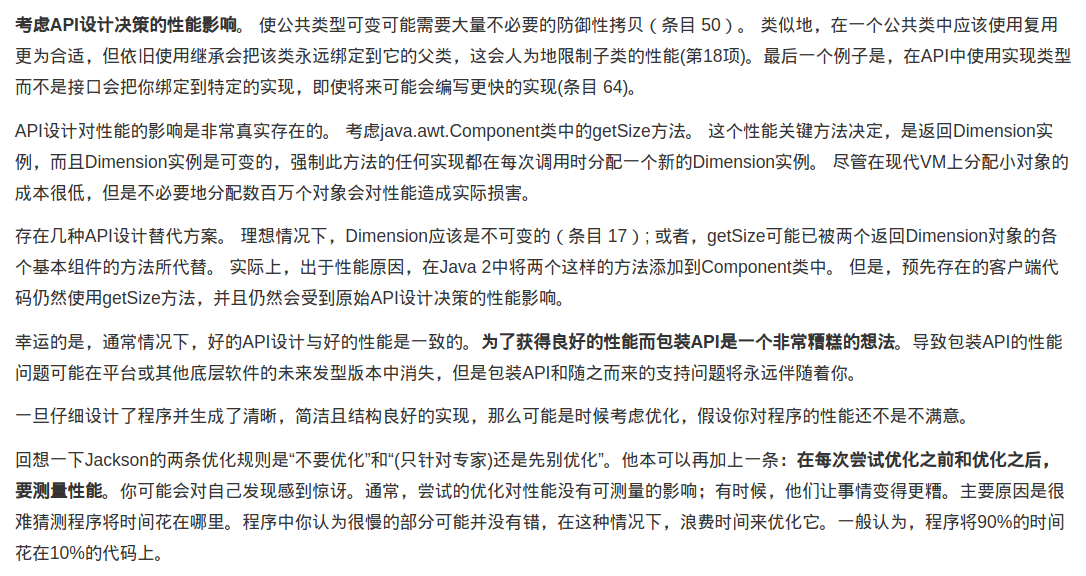 考虑API设计决策的性能影响。 使公共类型可变可能需要大量不必要的防御性拷贝（条目 50）。 类似地，在一个公共类中应该使用复用
更为合适，但依旧使用继承会把该类永远绑定到它的父类，这会人为地限制子类的性能(第18项)。最后一个例子是，在API中使用实现类型
而不是接口会把你绑定到特定的实现，即使将来可能会编写更快的实现(条目 64)。
API设计对性能的影响是非常真实存在的。 考虑java.awt.Component类中的getSize方法。 这个性能关键方法决定，是返回Dimension实
例，而且Dimension实例是可变的，强制此方法的任何实现都在每次调用时分配一个新的Dimension实例。 尽管在现代VM上分配小对象的
成本很低，但是不必要地分配数百万个对象会对性能造成实际损害。
存在几种API设计替代方案。 理想情况下，Dimension应该是不可变的（条目 17）; 或者，getSize可能已被两个返回Dimension对象的各
个基本组件的方法所代替。 实际上，出于性能原因，在Java 2中将两个这样的方法添加到Component类中。 但是，预先存在的客户端代
码仍然使用getSize方法，并且仍然会受到原始API设计决策的性能影响。
幸运的是，通常情况下，好的API设计与好的性能是一致的。为了获得良好的性能而包装API是一个非常糟糕的想法。导致包装API的性能
问题可能在平台或其他底层软件的未来发型版本中消失，但是包装API和随之而来的支持问题将永远伴随着你。
一旦仔细设计了程序并生成了清晰，简洁且结构良好的实现，那么可能是时候考虑优化，假设你对程序的性能还不是不满意。
回想一下Jackson的两条优化规则是“不要优化”和“(只针对专家)还是先别优化”。他本可以再加上一条：在每次尝试优化之前和优化之后，
要测量性能。你可能会对自己发现感到惊讶。通常，尝试的优化对性能没有可测量的影响；有时候，他们让事情变得更糟。主要原因是很
难猜测程序将时间花在哪里。程序中你认为很慢的部分可能并没有错，在这种情况下，浪费时间来优化它。一般认为，程序将90%的时间
花在10%的代码上。